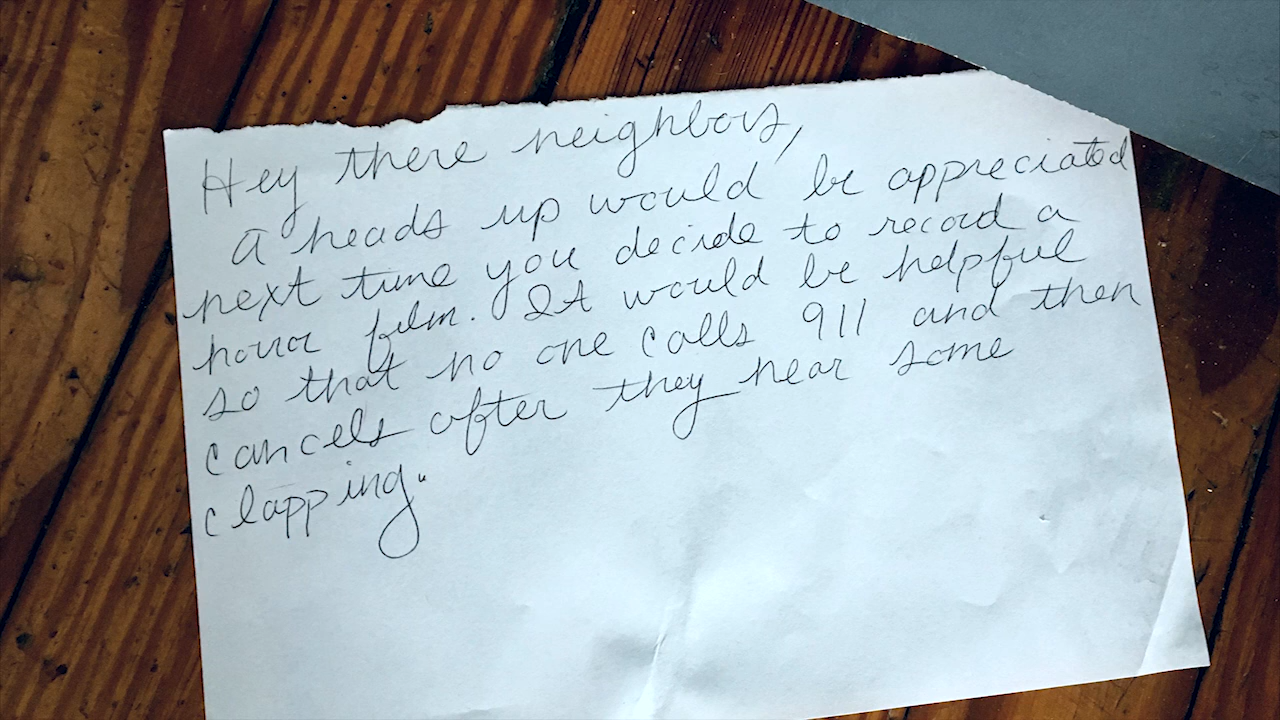 Hey there neighbors,
A heads up would be appreciated
next time you decide to record a
horror film. It would be helpful
so that no one calls 911 and then
cancels after they hear some
clapping.